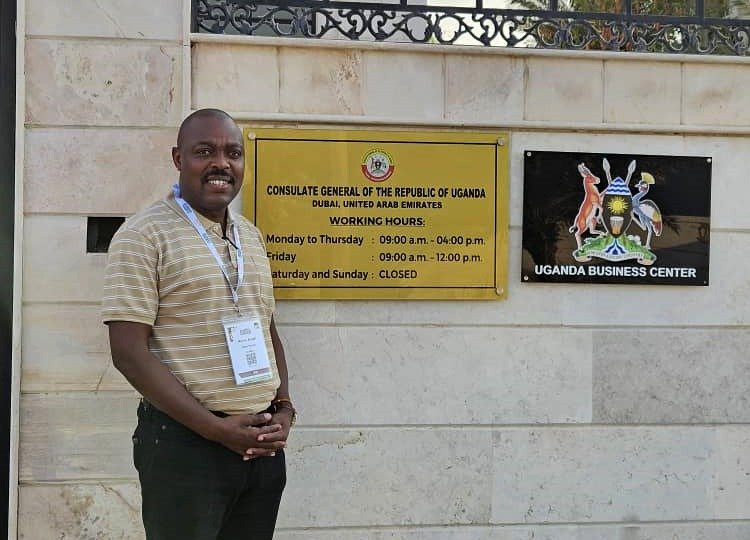 CONSULATE GENERAL OF THE REPUBLIC OF UGANDA
DUBAI, UNITED ARAB EMIRATES
WORKING HOURS:
Monday to Thursday : 09:00 a.m. - 04:00 p.m.
Friday : 09:00 a.m. - 12:00 p.m.
Saturday and Sunday : CLOSED
UGANDA BUSINESS CENTER